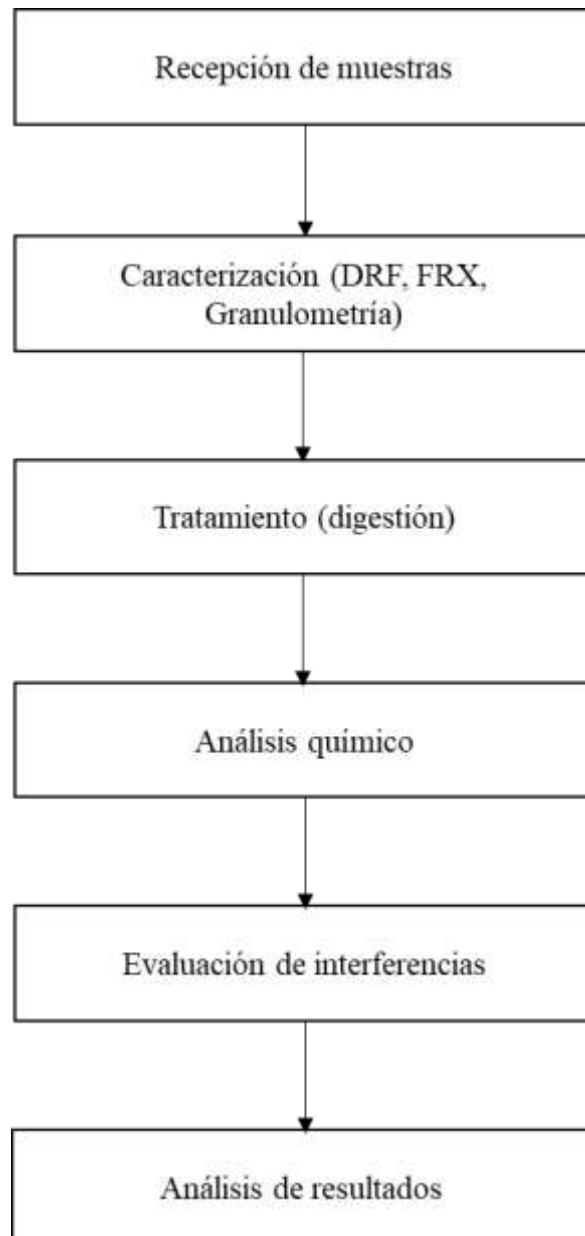 Recepción de muestras
Caracterización (DRF, FRX,
Granulometría)
Tratamiento (digestión)
Análisis químico
Evaluación de interferencias
Análisis de resultados